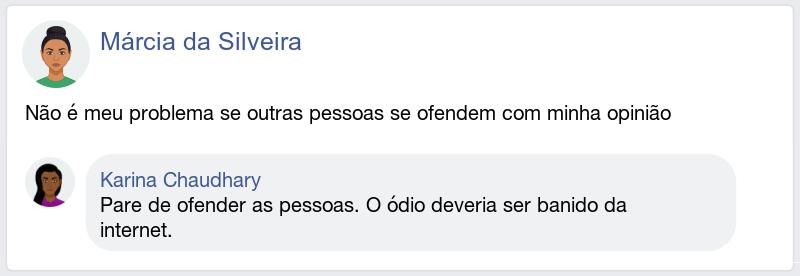 Márcia da Silveira
Não é meu problema se outras pessoas se ofendem com minha opinião
Karina Chaudhary
Pare de ofender as pessoas. O ódio deveria ser banido da
internet.